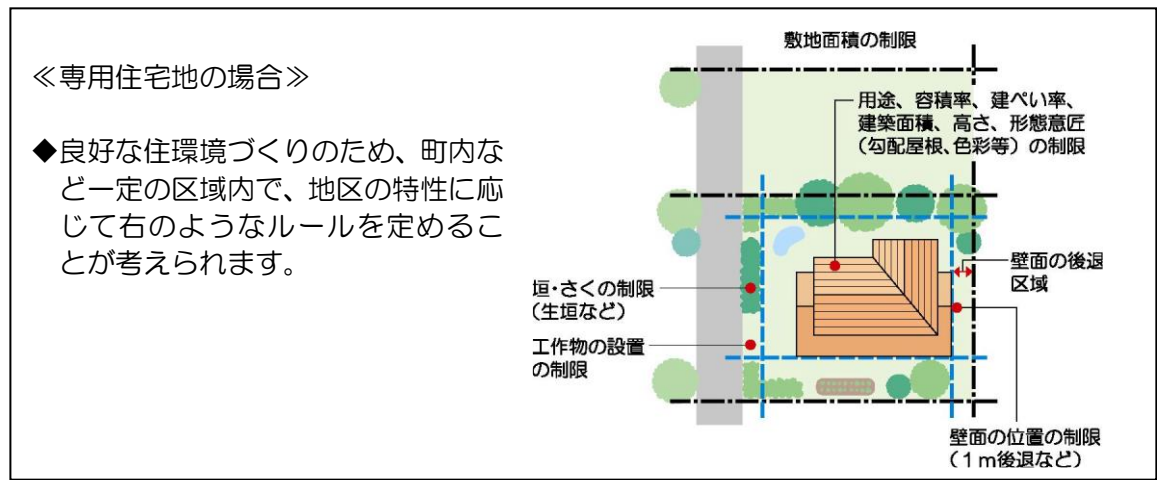 ≪専用住宅地の場合≫
◆良好な住環境づくりのため、町内な
ど一定の区域内で、地区の特性に応
じて右のようなルールを定めるこ
とが考えられます。
敷地面積の制限
用途、容積率、建ぺい率、
建築面積、高さ、形態意匠
(勾配屋根、色彩等)の制限
壁面の後退
区域
垣・さくの制限
(生垣など)
工作物の設置
の制限
壁面の位置の制限
(1m後退など)